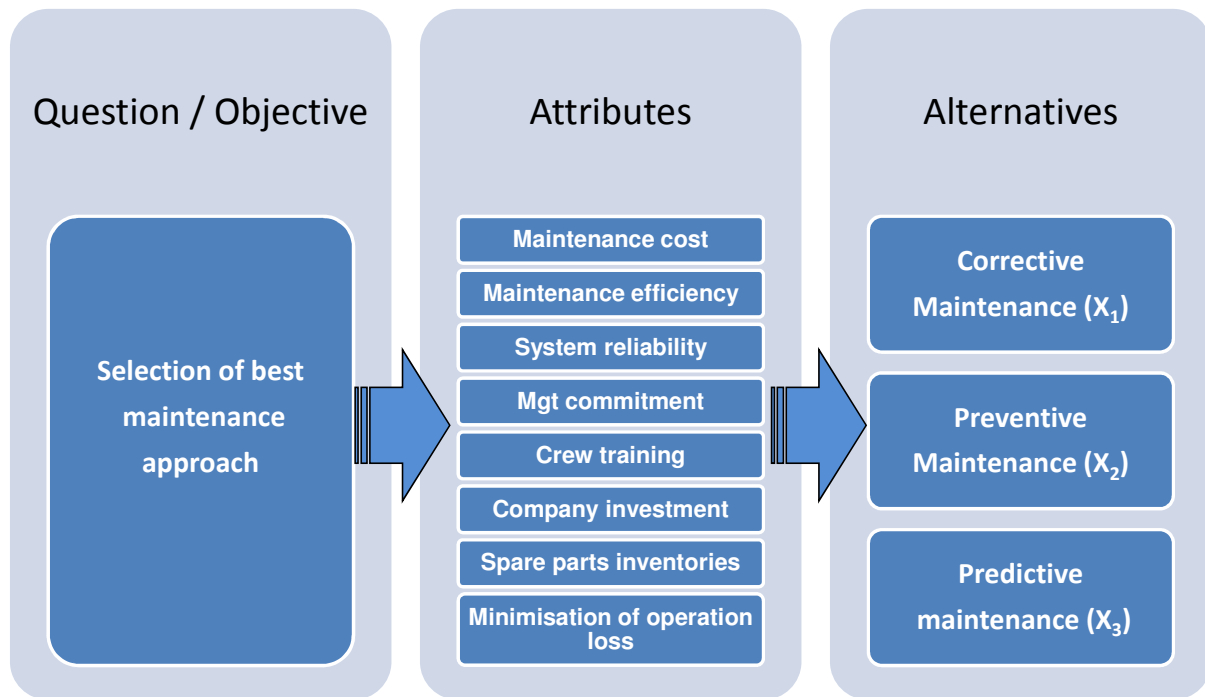 Question / Objective
Selection of best
maintenance
approach
Attributes
Maintenance cost
Maintenance efficiency
System reliability
Mgt commitment
Crew training
Company investment
Spare parts inventories
Minimisation of operation
loss
Alternatives
Corrective
Maintenance (X₁)
Preventive
Maintenance (X₂)
Predictive
maintenance (X₃)